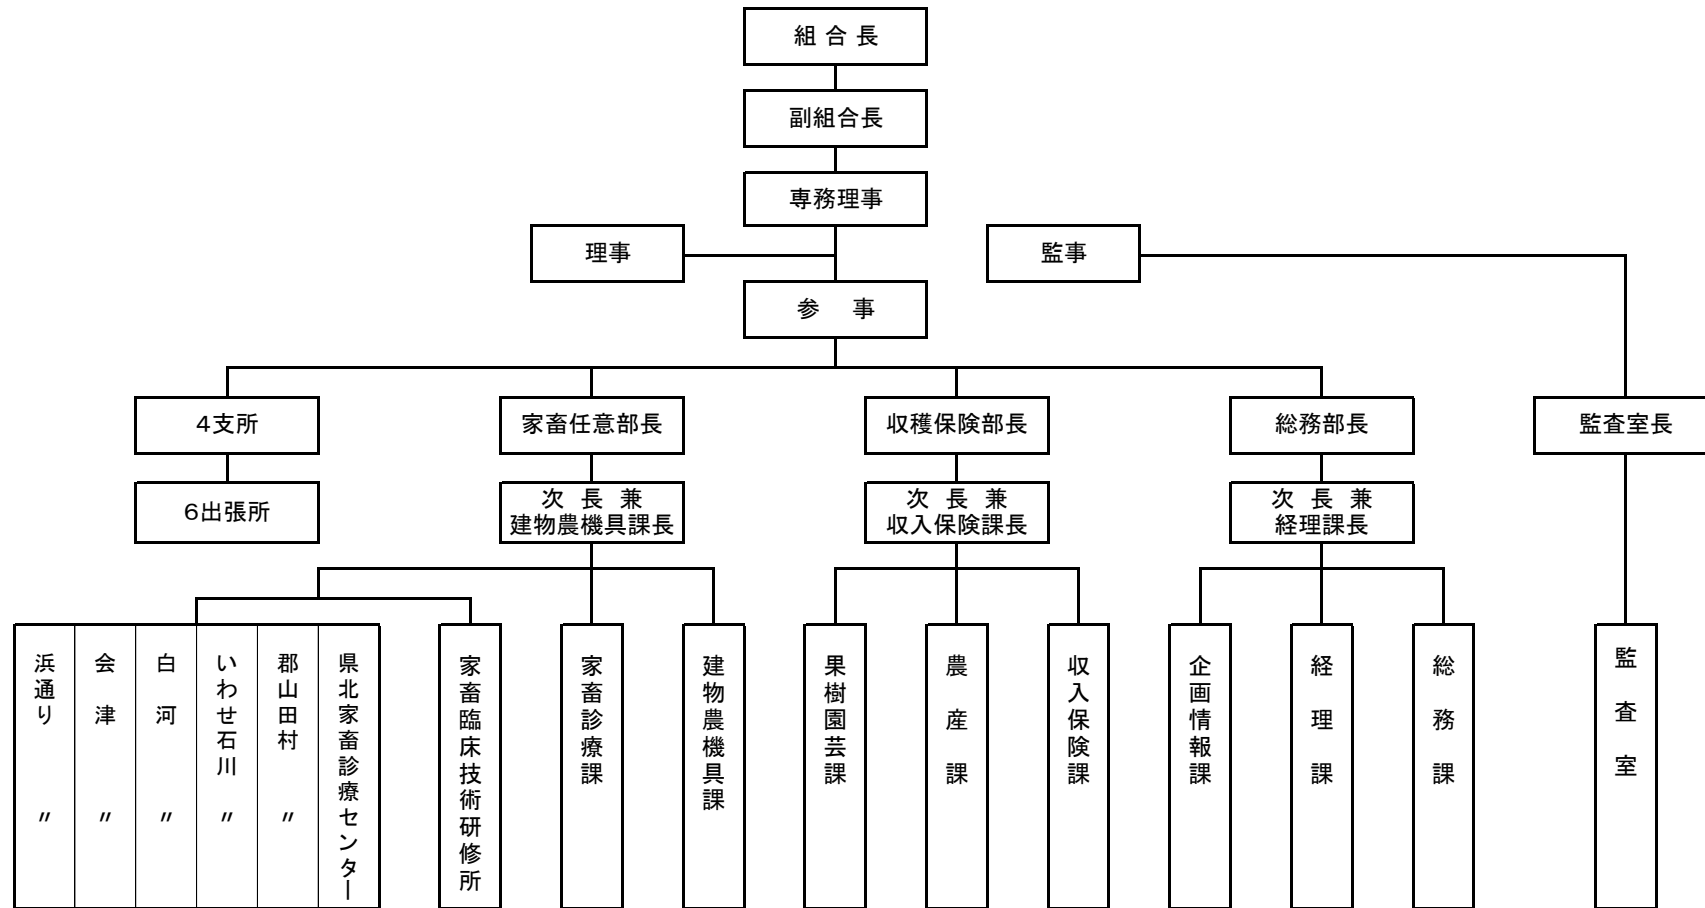 組合長
副組合長
専務理事
理事
監事
参事
4支所
家畜任意部長
収穫保険部長
総務部長
監査室長
6出張所
次長兼
建物農機具課長
次長兼
収入保険課長
次長兼
経理課長
県北家畜診療センター
郡山田村 〃
いわせ石川 〃
白河 〃
会津 〃
浜通り 〃
家畜臨床技術研修所
家畜診療課
建物農機具課
果樹園芸課
農産課
収入保険課
企画情報課
経理課
総務課
監査室